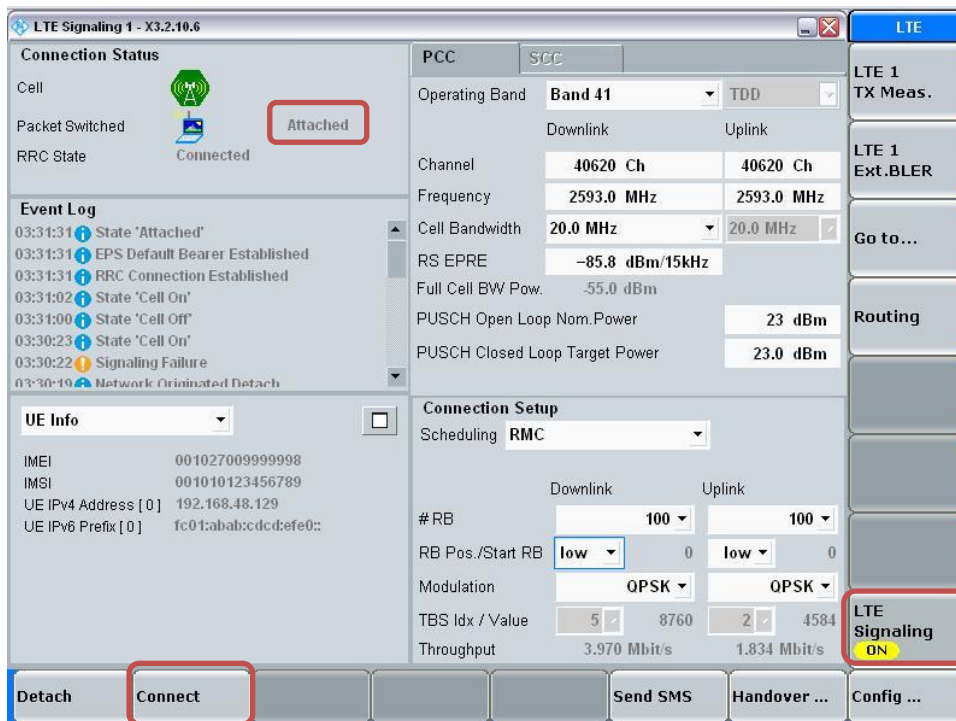 LTE Signaling 1 - X3.2.10.6
LTE
Connection Status
Cell
Packet Switched Attached
RRC State Connected
Event Log
03:31:31 State 'Attached'
03:31:31 EPS Default Bearer Established
03:31:31 RRC Connection Established
03:31:02 State 'Cell On'
03:31:00 State 'Cell Off'
03:30:23 State 'Cell On'
03:30:22 Signaling Failure
03:30:19 Network Originated Detach
UE Info
IMEI 001027009999998
IMSI 001010123456789
UE IPv4 Address [ 0 ] 192.168.48.129
UE IPv6 Prefix [ 0 ] fc01:abab:cdcd:efe0::
PCC SCC
Operating Band Band 41 TDD
Downlink Uplink
Channel 40620 Ch 40620 Ch
Frequency 2593.0 MHz 2593.0 MHz
Cell Bandwidth 20.0 MHz 20.0 MHz
RS EPRE −85.8 dBm/15kHz
Full Cell BW Pow. -55.0 dBm
PUSCH Open Loop Nom.Power 23 dBm
PUSCH Closed Loop Target Power 23.0 dBm
Connection Setup
Scheduling RMC
Downlink Uplink
# RB 100 100
RB Pos./Start RB low 0 low 0
Modulation QPSK QPSK
TBS Idx / Value 5 8760 2 4584
Throughput 3.970 Mbit/s 1.834 Mbit/s
LTE 1
TX Meas.
LTE 1
Ext.BLER
Go to...
Routing
LTE
Signaling
ON
Detach Connect Send SMS Handover ... Config ...